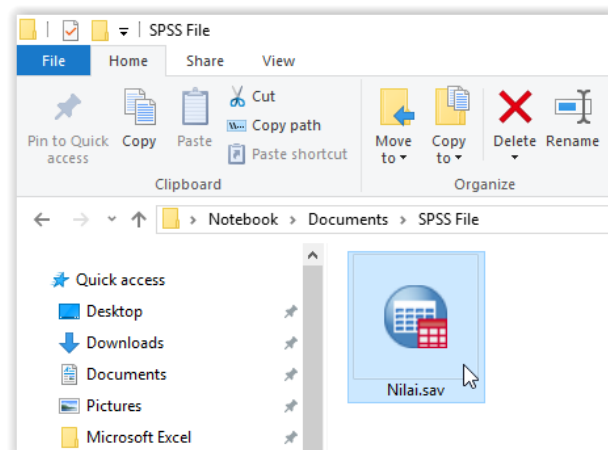 SPSS File
File Home Share View
Pin to Quick access
Copy
Paste
Cut
Copy path
Paste shortcut
Move to
Copy to
Delete
Rename
Clipboard
Organize
Notebook > Documents > SPSS File
Quick access
Desktop
Downloads
Documents
Pictures
Microsoft Excel
Nilai.sav